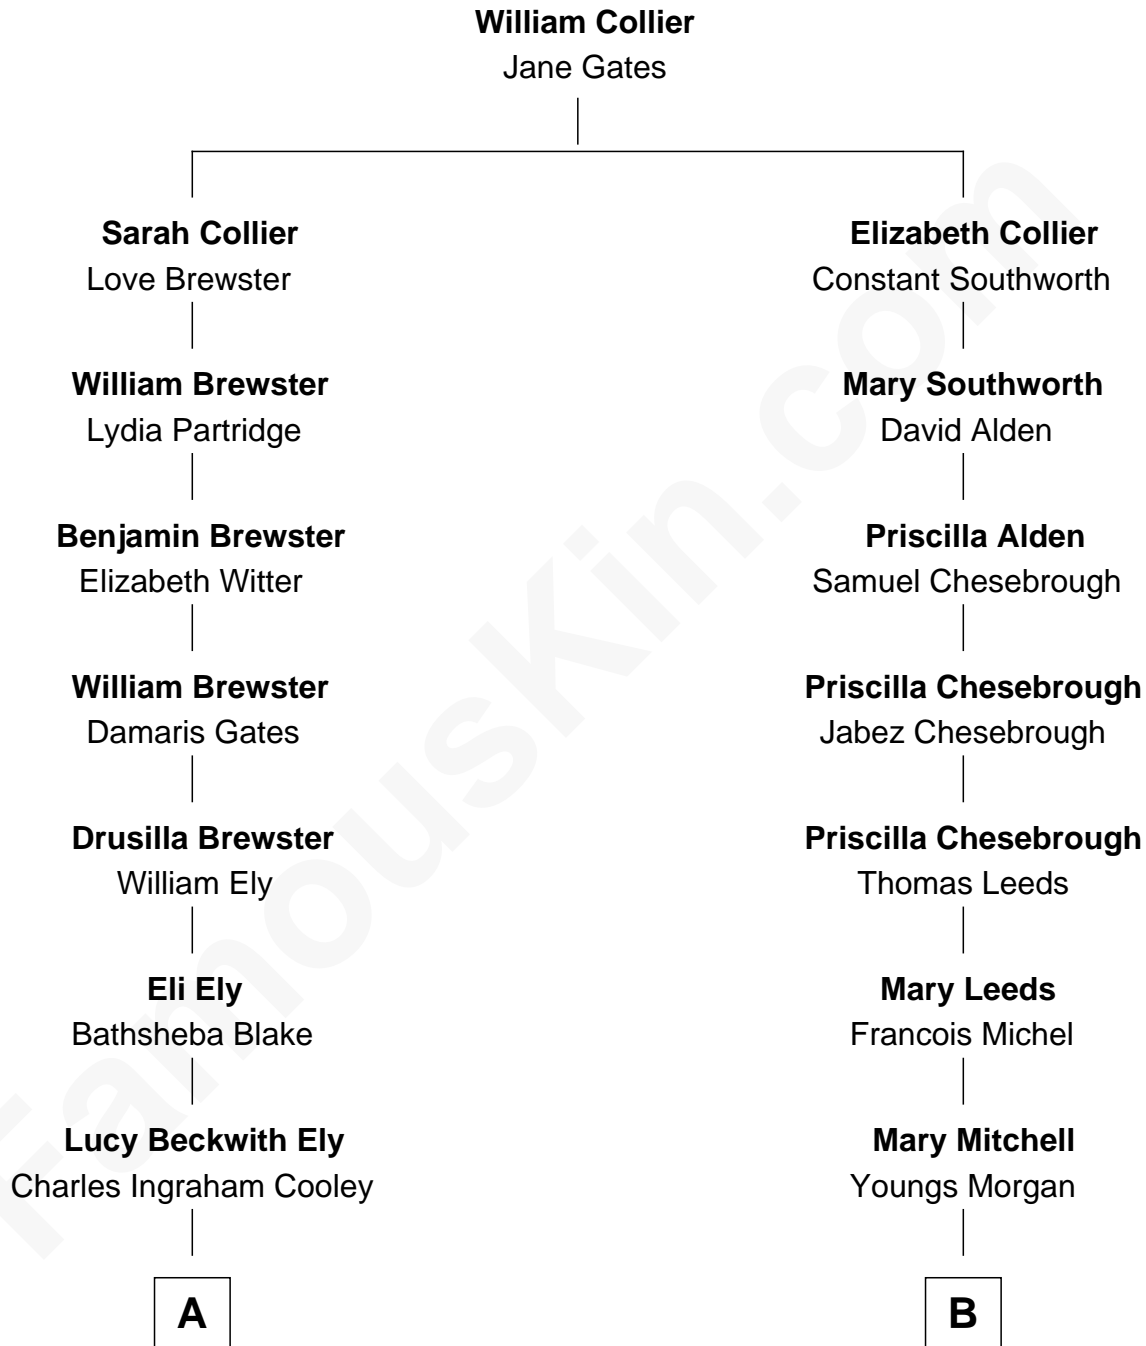 William Collier
Jane Gates
Sarah Collier
Love Brewster
Elizabeth Collier
Constant Southworth
William Brewster
Lydia Partridge
Mary Southworth
David Alden
Benjamin Brewster
Elizabeth Witter
Priscilla Alden
Samuel Chesebrough
William Brewster
Damaris Gates
Priscilla Chesebrough
Jabez Chesebrough
Drusilla Brewster
William Ely
Priscilla Chesebrough
Thomas Leeds
Eli Ely
Bathsheba Blake
Mary Leeds
Francois Michel
Lucy Beckwith Ely
Charles Ingraham Cooley
Mary Mitchell
Youngs Morgan
A
B
FamousKin.com